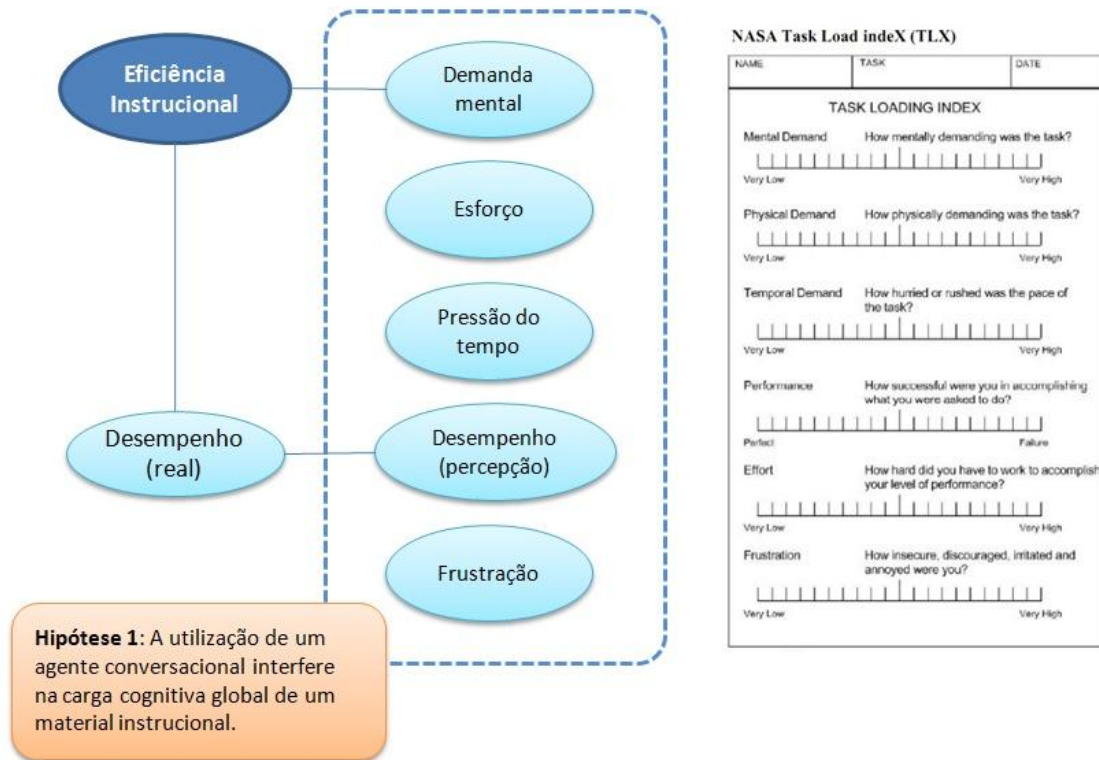 Eficiência
Instrucional
Demanda
mental
Esforço
Pressão do
tempo
Desempenho
(real)
Desempenho
(percepção)
Frustração
Hipótese 1: A utilização de um
agente conversacional interfere
na carga cognitiva global de um
material instrucional.
NASA Task Load indeX (TLX)
NAME TASK DATE
TASK LOADING INDEX
Mental Demand How mentally demanding was the task?
Very Low Very High
Physical Demand How physically demanding was the task?
Very Low Very High
Temporal Demand How hurried or rushed was the pace of
the task?
Very Low Very High
Performance How successful were you in accomplishing
what you were asked to do?
Perfect Failure
Effort How hard did you have to work to accomplish
your level of performance?
Very Low Very High
Frustration How insecure, discouraged, irritated and
annoyed were you?
Very Low Very High